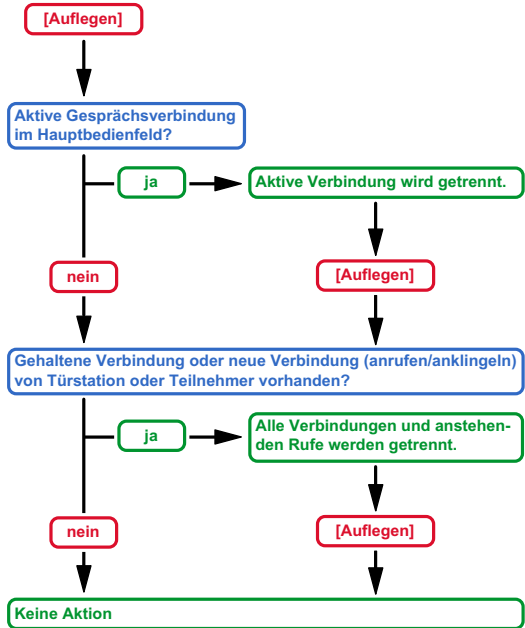 [Auflegen]
Aktive Gesprächsverbindung
im Hauptbedienfeld?
ja
Aktive Verbindung wird getrennt.
nein
[Auflegen]
Gehaltene Verbindung oder neue Verbindung (anrufen/anklingeln)
von Türstation oder Teilnehmer vorhanden?
ja
Alle Verbindungen und anstehen-
den Rufe werden getrennt.
nein
[Auflegen]
Keine Aktion